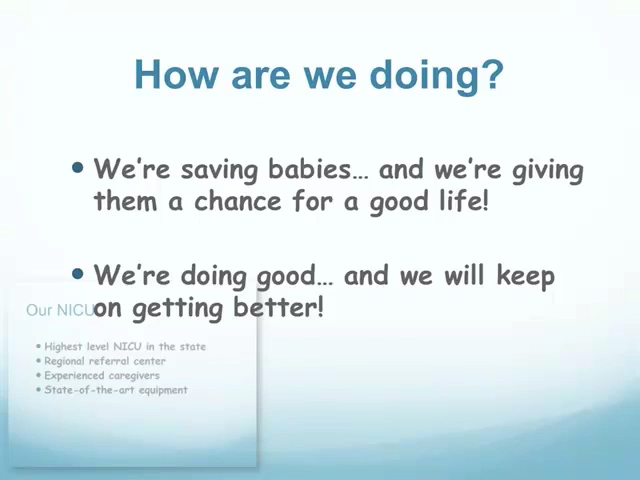 How are we doing?
• We're saving babies... and we're giving
them a chance for a good life!
• We're doing good... and we will keep
on getting better!
Our NICU
• Highest level NICU in the state
• Regional referral center
• Experienced caregivers
• State-of-the-art equipment